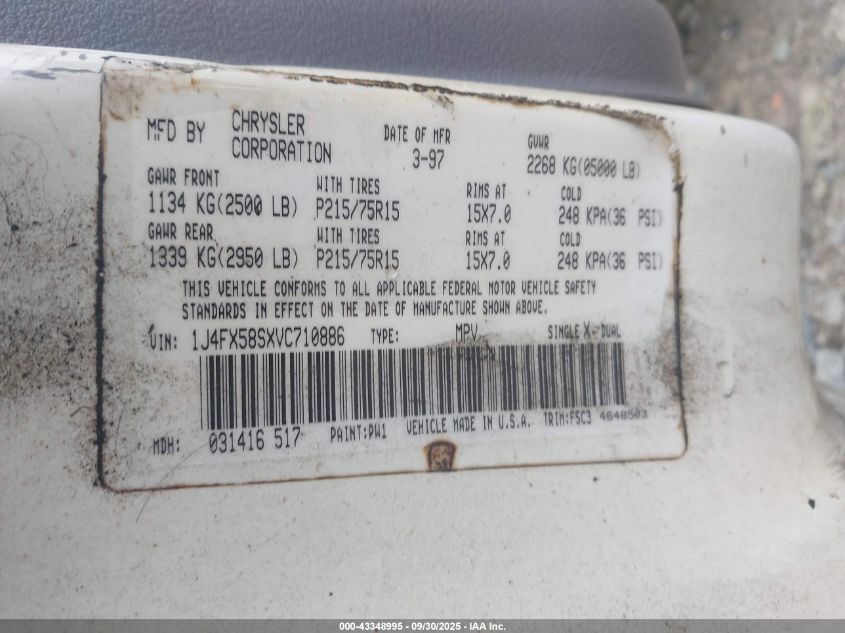 MFD BY CHRYSLER CORPORATION DATE OF MFR 3-97 GVWR 2268 KG(05000 LB)
GAWR FRONT WITH TIRES RIMS AT COLD
1134 KG(2500 LB) P215/75R15 15X7.0 248 KPA(36 PSI)
GAWR REAR WITH TIRES RIMS AT COLD
1339 KG(2950 LB) P215/75R15 15X7.0 248 KPA(36 PSI)
THIS VEHICLE CONFORMS TO ALL APPLICABLE FEDERAL MOTOR VEHICLE SAFETY
STANDARDS IN EFFECT ON THE DATE OF MANUFACTURE SHOWN ABOVE.
VIN: 1J4FX58SXVC710886 TYPE: MPV SINGLE X DUAL
MDH: 031416 517 PAINT:PW1 VEHICLE MADE IN U.S.A. TRIM:F5C3 4648503
000-43348995 - 09/30/2025 - IAA Inc.